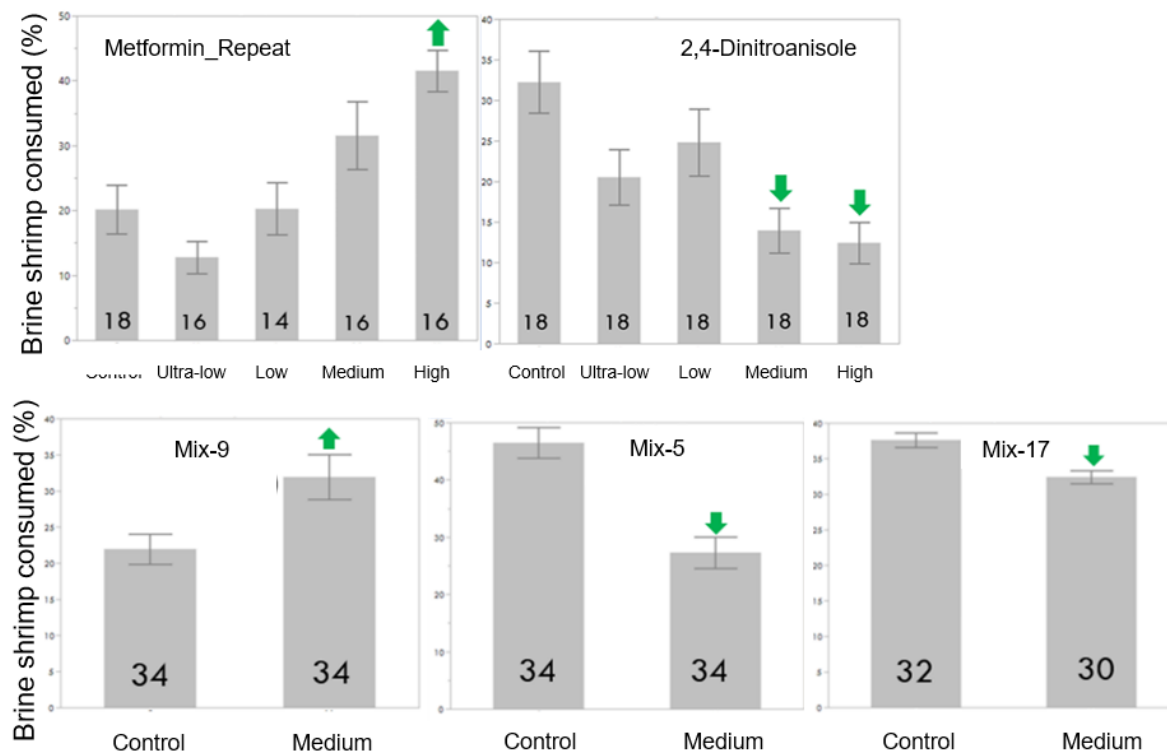 Brine shrimp consumed (%)
50
40
30
20
10
0
Metformin_Repeat
18
16
14
16
16
Control
Ultra-low
Low
Medium
High
40
35
30
25
20
15
10
5
0
2,4-Dinitroanisole
18
18
18
18
18
Control
Ultra-low
Low
Medium
High
Brine shrimp consumed (%)
40
35
30
25
20
15
10
5
0
Mix-9
34
34
Control
Medium
50
40
30
20
10
0
Mix-5
34
34
Control
Medium
40
35
30
25
20
15
10
5
0
Mix-17
32
30
Control
Medium